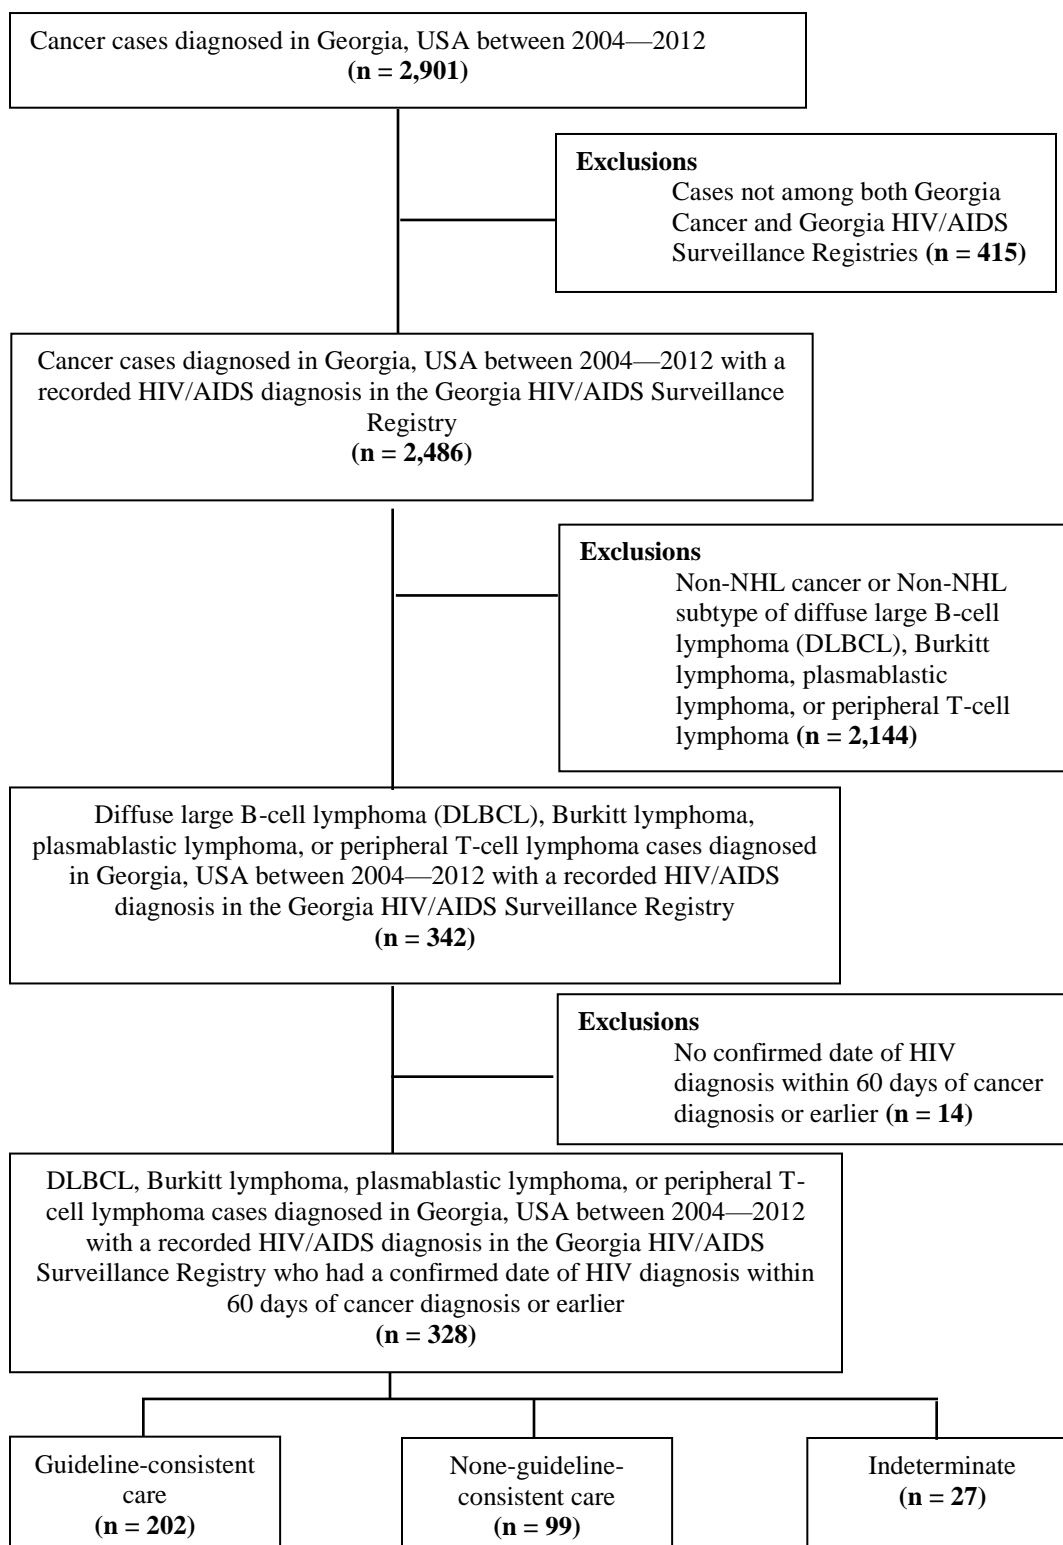 Cancer cases diagnosed in Georgia, USA between 2004—2012
(n = 2,901)
Exclusions
Cases not among both Georgia
Cancer and Georgia HIV/AIDS
Surveillance Registries (n = 415)
Cancer cases diagnosed in Georgia, USA between 2004—2012 with a
recorded HIV/AIDS diagnosis in the Georgia HIV/AIDS Surveillance
Registry
(n = 2,486)
Exclusions
Non-NHL cancer or Non-NHL
subtype of diffuse large B-cell
lymphoma (DLBCL), Burkitt
lymphoma, plasmablastic
lymphoma, or peripheral T-cell
lymphoma (n = 2,144)
Diffuse large B-cell lymphoma (DLBCL), Burkitt lymphoma,
plasmablastic lymphoma, or peripheral T-cell lymphoma cases diagnosed
in Georgia, USA between 2004—2012 with a recorded HIV/AIDS
diagnosis in the Georgia HIV/AIDS Surveillance Registry
(n = 342)
Exclusions
No confirmed date of HIV
diagnosis within 60 days of cancer
diagnosis or earlier (n = 14)
DLBCL, Burkitt lymphoma, plasmablastic lymphoma, or peripheral T-
cell lymphoma cases diagnosed in Georgia, USA between 2004—2012
with a recorded HIV/AIDS diagnosis in the Georgia HIV/AIDS
Surveillance Registry who had a confirmed date of HIV diagnosis within
60 days of cancer diagnosis or earlier
(n = 328)
Guideline-consistent
care
(n = 202)
None-guideline-
consistent care
(n = 99)
Indeterminate
(n = 27)